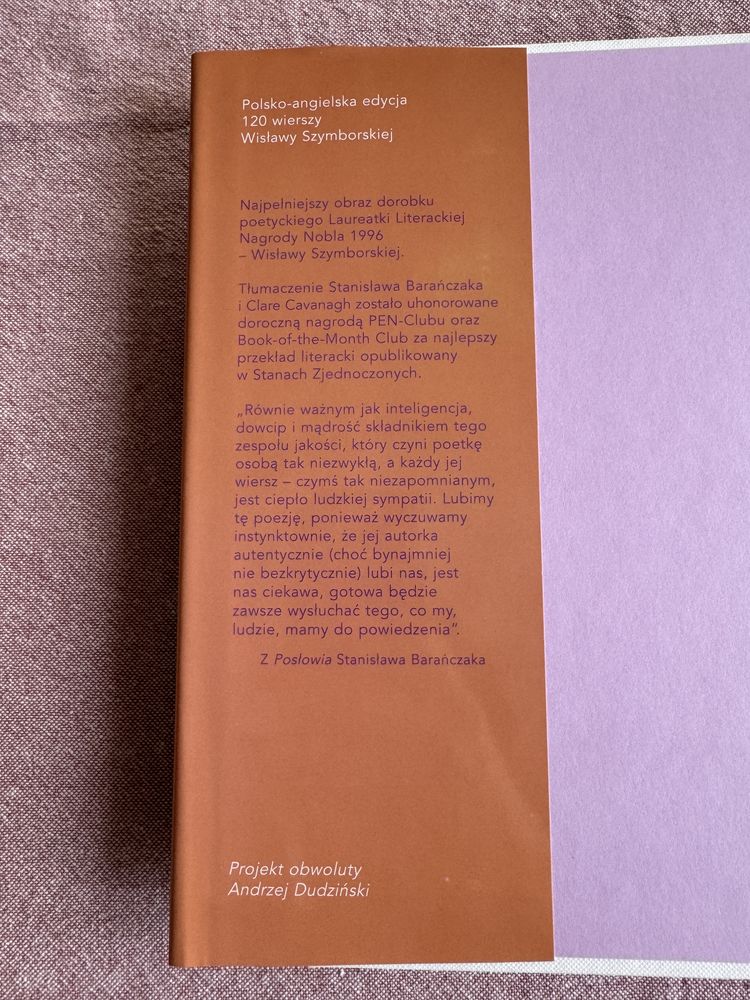 Polsko-angielska edycja
120 wierszy
Wisławy Szymborskiej
Najpełniejszy obraz dorobku
poetyckiego Laureatki Literackiej
Nagrody Nobla 1996
– Wisławy Szymborskiej.
Tłumaczenie Stanisława Barańczaka
i Clare Cavanagh zostało uhonorowane
doroczną nagrodą PEN-Clubu oraz
Book-of-the-Month Club za najlepszy
przekład literacki opublikowany
w Stanach Zjednoczonych.
„Równie ważnym jak inteligencja,
dowcip i mądrość składnikiem tego
zespołu jakości, który czyni poetkę
osobą tak niezwykłą, a każdy jej
wiersz – czymś tak niezapomnianym,
jest ciepło ludzkiej sympatii. Lubimy
tę poezję, ponieważ wyczuwamy
instynktownie, że jej autorka
autentycznie (choć bynajmniej
nie bezkrytycznie) lubi nas, jest
nas ciekawa, gotowa będzie
zawsze wysłuchać tego, co my,
ludzie, mamy do powiedzenia”.
Z Posłowia Stanisława Barańczaka
Projekt obwoluty
Andrzej Dudziński